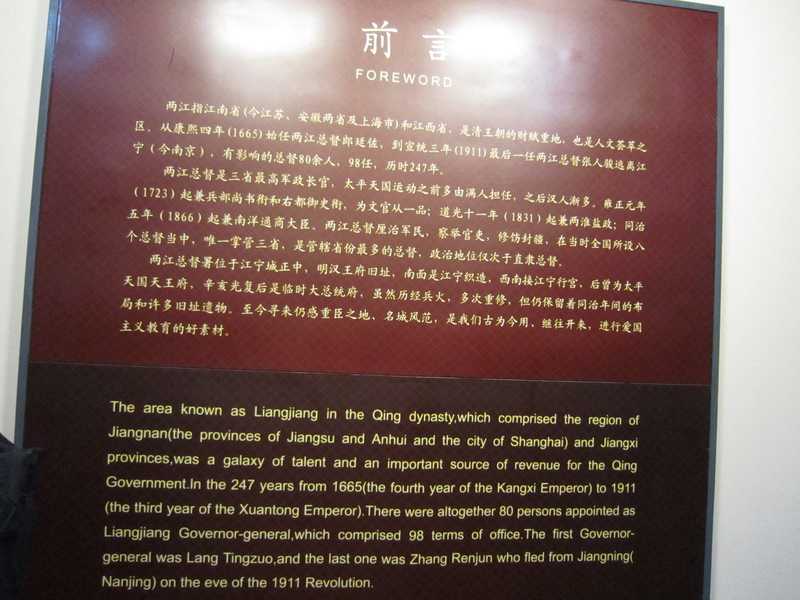 前言
FOREWORD
两江指江南省(今江苏、安徽两省及上海市)和江西省，是清王朝的财赋重地，也是人文荟萃之
区。从康熙四年(1665)始任两江总督郎廷佐，到宣统三年(1911)最后一任两江总督张人骏逃离江
宁（今南京），有影响的总督80余人，98任，历时247年。
两江总督是三省最高军政长官，太平天国运动之前多由满人担任，之后汉人渐多。雍正元年
（1723）起兼兵部尚书衔和右都御史衔，为文官从一品；道光十一年（1831）起兼两淮盐政；同治
五年（1866）起兼南洋通商大臣。两江总督厘治军民，察举官吏，修饬封疆，在当时全国所设八
个总督当中，唯一掌管三省，是管辖省份最多的总督，政治地位仅次于直隶总督。
两江总督署位于江宁城正中，明汉王府旧址，南面是江宁织造，西南接江宁行宫，后曾为太平
天国天王府，辛亥光复后是临时大总统府，虽然历经兵火，多次重修，但仍保留着同治年间的布
局和许多旧址遗物。至今寻来仍感重臣之地、名城风范，是我们古为今用、继往开来，进行爱国
主义教育的好素材。
The area known as Liangjiang in the Qing dynasty,which comprised the region of
Jiangnan(the provinces of Jiangsu and Anhui and the city of Shanghai) and Jiangxi
provinces,was a galaxy of talent and an important source of revenue for the Qing
Government.In the 247 years from 1665(the fourth year of the Kangxi Emperor) to 1911
(the third year of the Xuantong Emperor).There were altogether 80 persons appointed as
Liangjiang Governor-general,which comprised 98 terms of office.The first Governor-
general was Lang Tingzuo,and the last one was Zhang Renjun who fled from Jiangning(
Nanjing) on the eve of the 1911 Revolution.